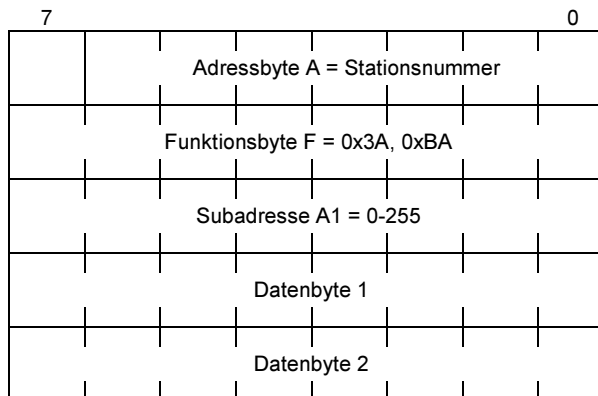 7 0
Adressbyte A = Stationsnummer
Funktionsbyte F = 0x3A, 0xBA
Subadresse A1 = 0-255
Datenbyte 1
Datenbyte 2